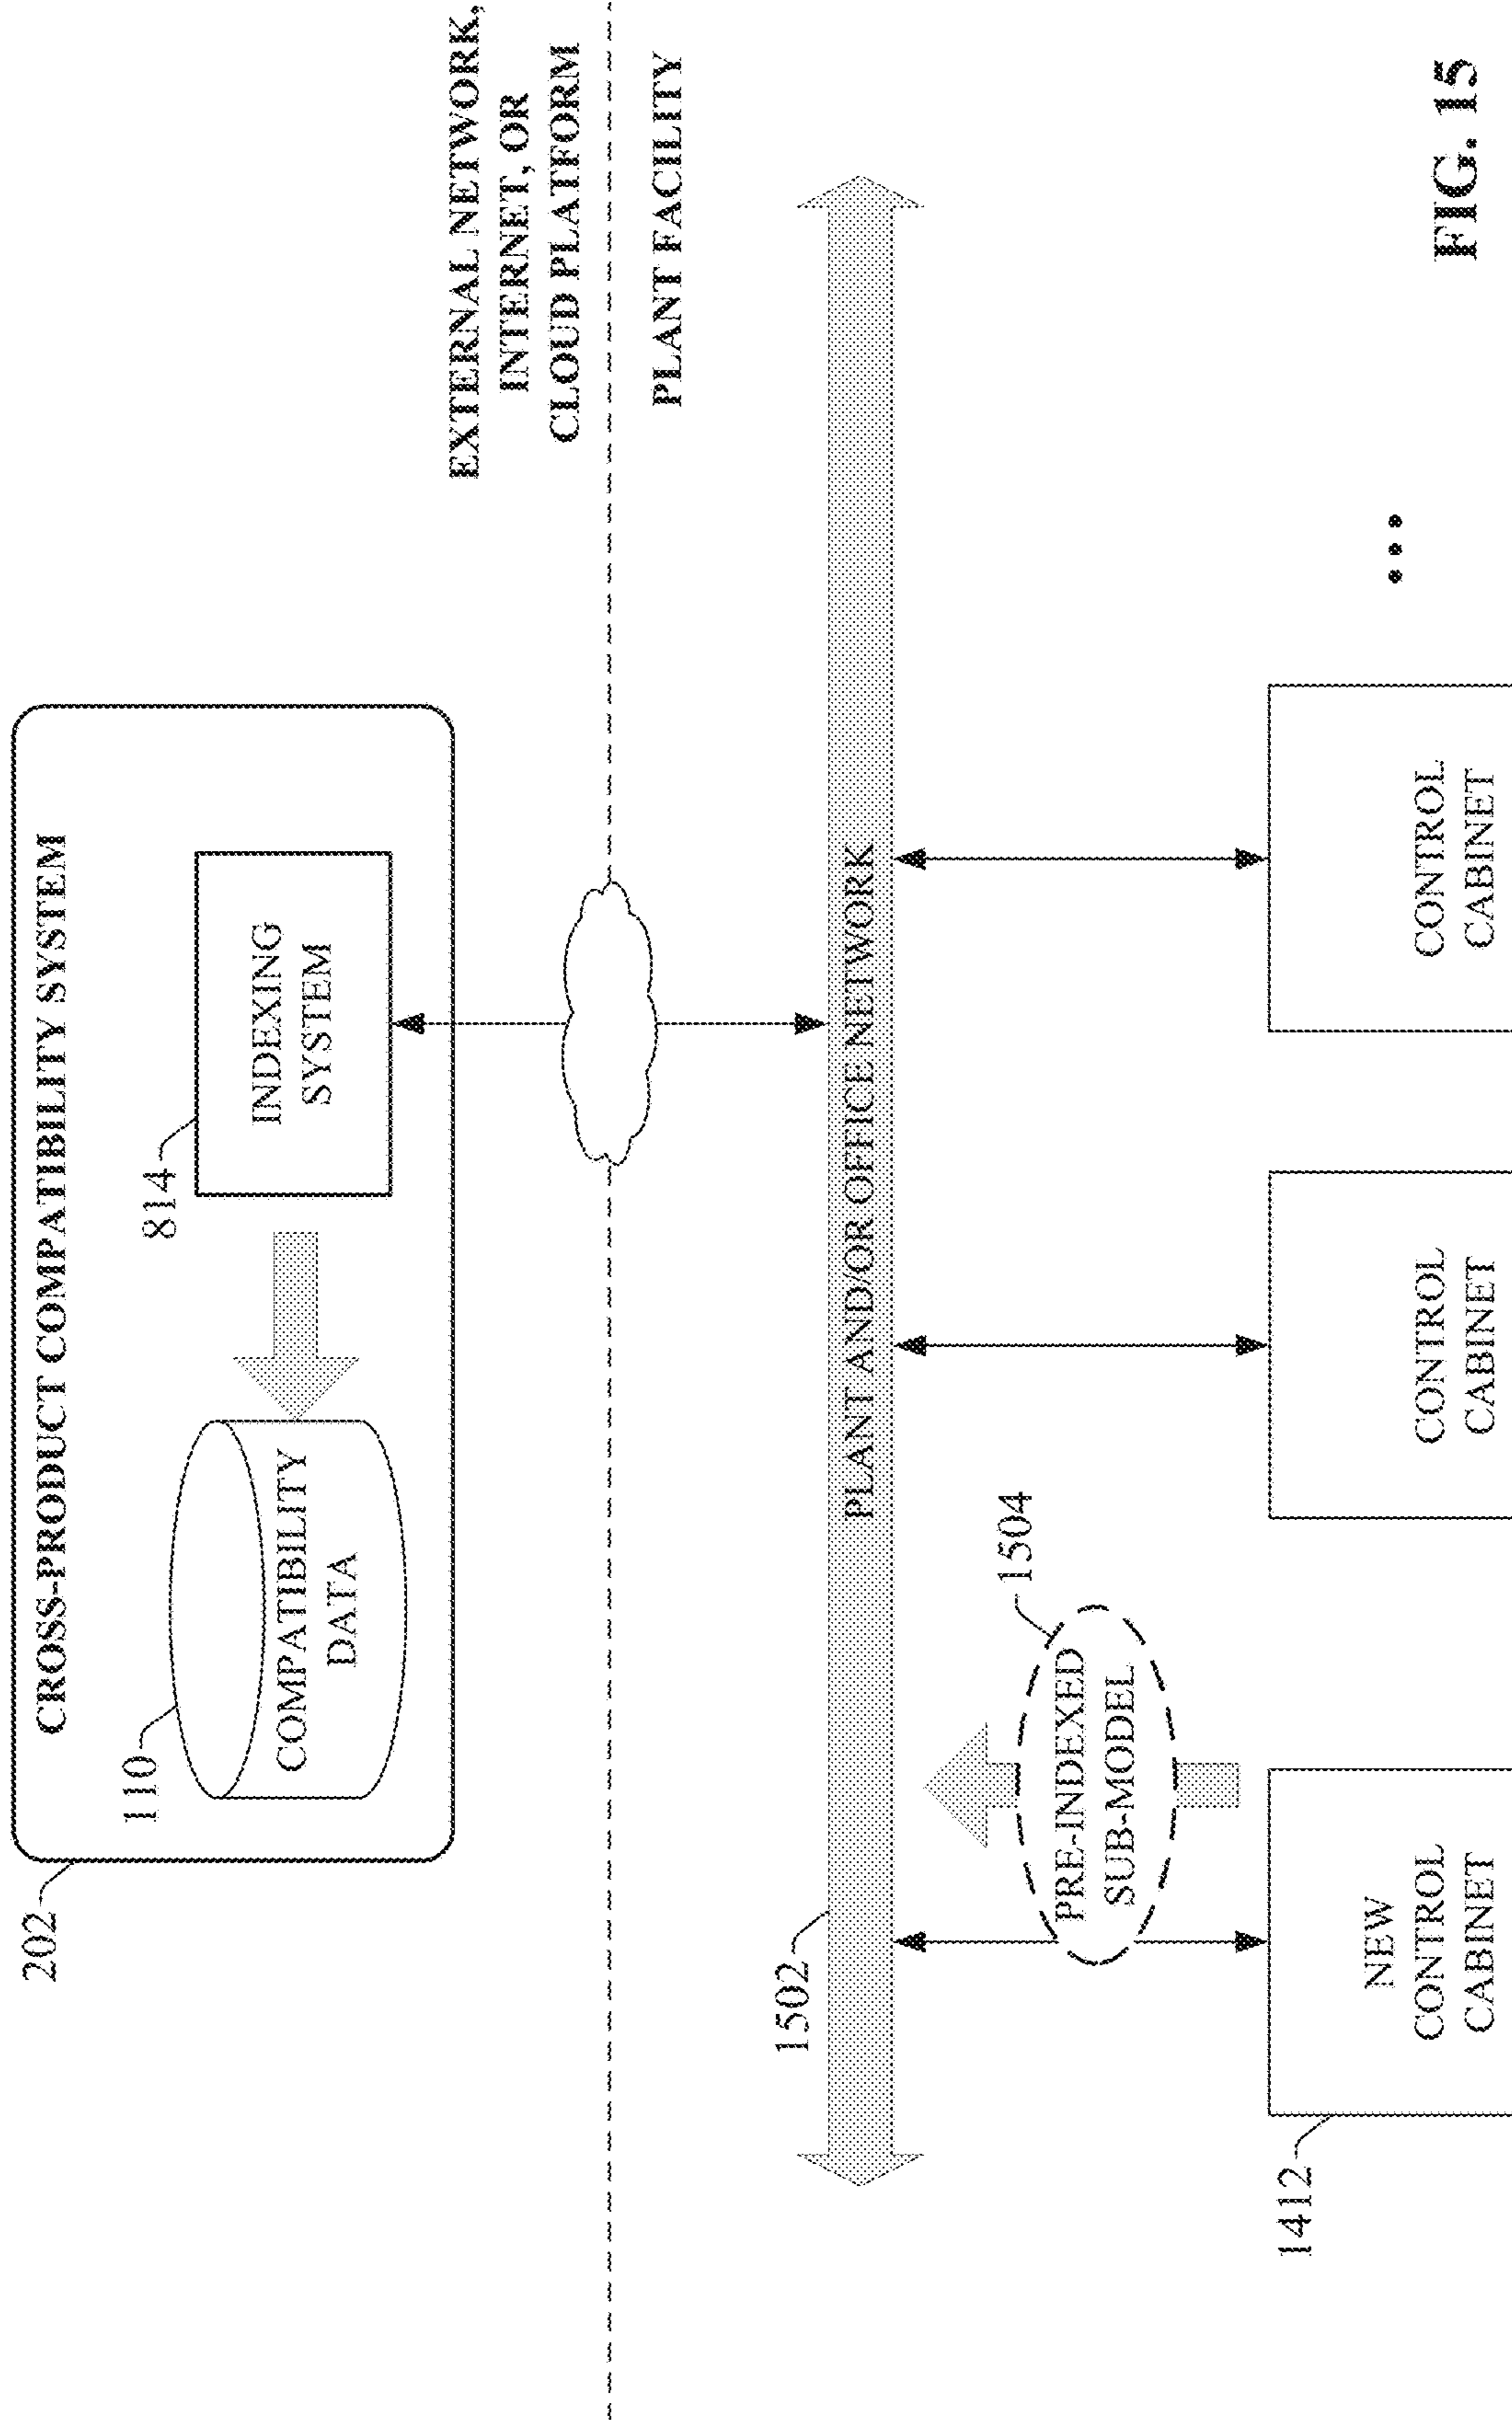 202
CROSS-PRODUCT COMPATIBILITY SYSTEM
110
COMPATIBILITY
DATA
814
INDEXING
SYSTEM
EXTERNAL NETWORK,
INTERNET, OR
CLOUD PLATFORM
PLANT FACILITY
1502
PLANT AND/OR OFFICE NETWORK
1504
PRE-INDEXED
SUB-MODEL
1412
NEW
CONTROL
CABINET
CONTROL
CABINET
CONTROL
CABINET
•••
FIG. 15